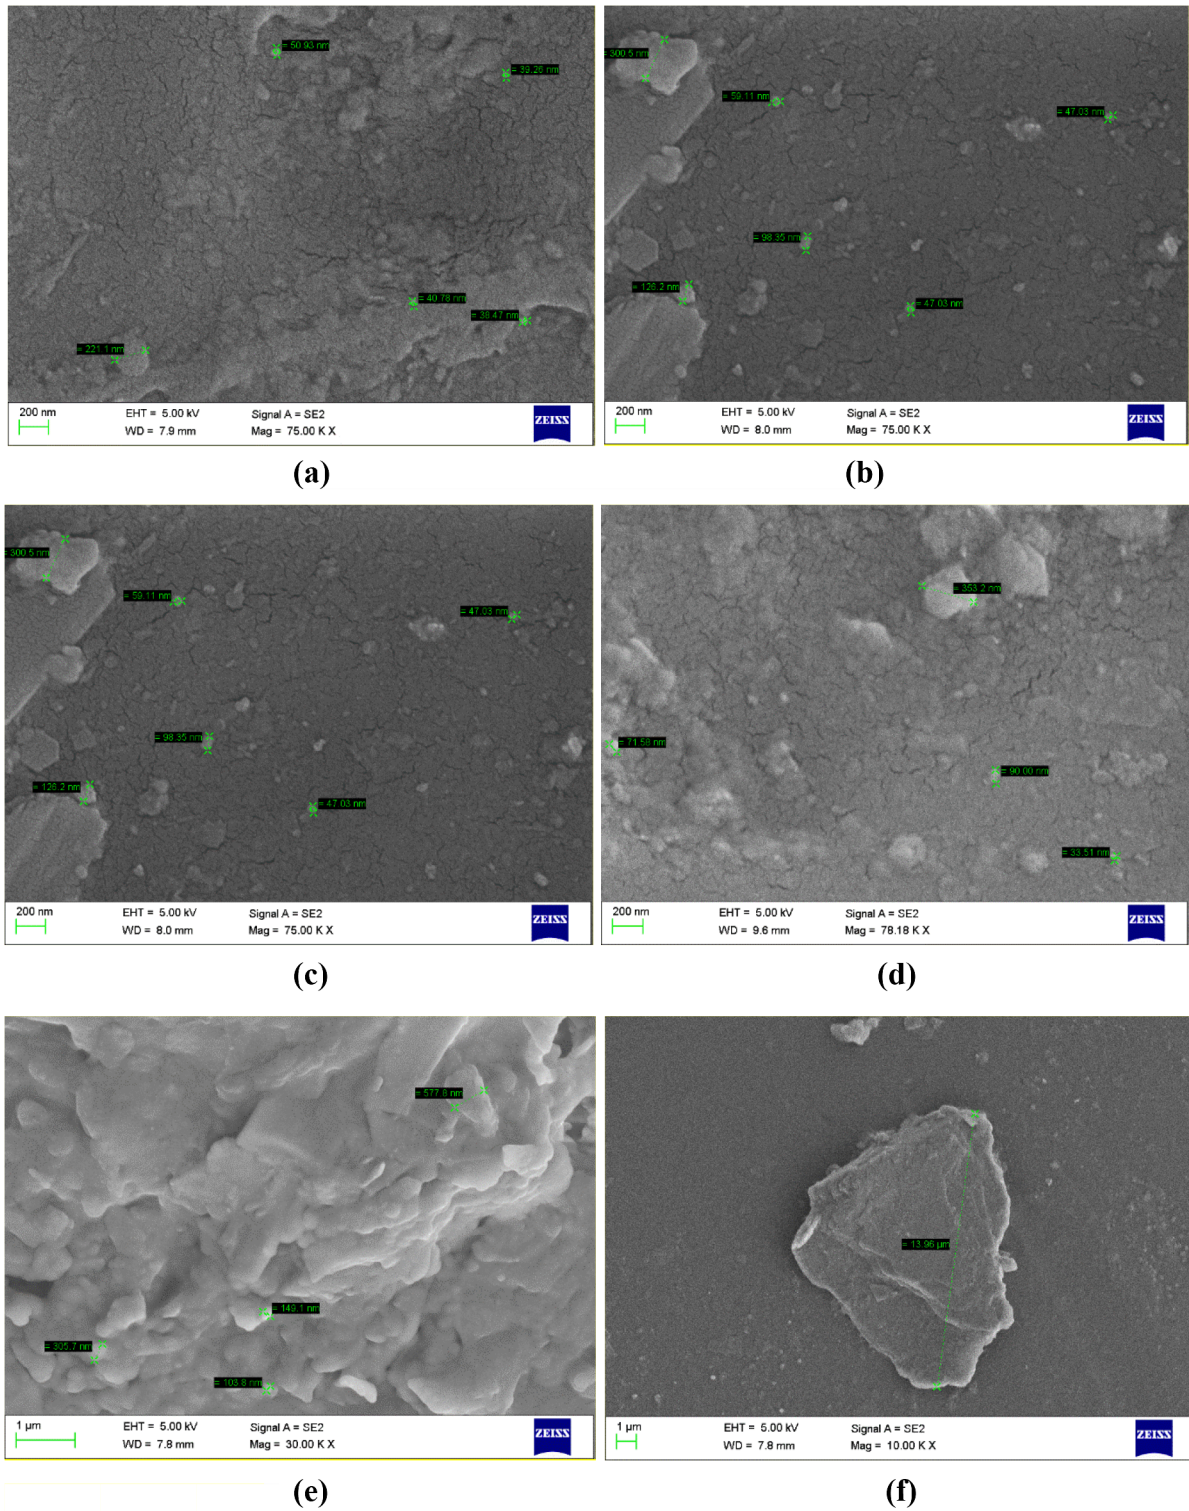 = 50.93 nm
= 39.26 nm
= 40.78 nm
= 38.47 nm
= 221.1 nm
200 nm EHT = 5.00 kV Signal A = SE2 ZEISS
WD = 7.9 mm Mag = 75.00 K X
(a)
= 300.5 nm
= 59.11 nm
= 47.03 nm
= 98.35 nm
= 126.2 nm
= 47.03 nm
200 nm EHT = 5.00 kV Signal A = SE2 ZEISS
WD = 8.0 mm Mag = 75.00 K X
(b)
= 300.5 nm
= 59.11 nm
= 47.03 nm
= 98.35 nm
= 126.2 nm
= 47.03 nm
200 nm EHT = 5.00 kV Signal A = SE2 ZEISS
WD = 8.0 mm Mag = 75.00 K X
(c)
= 353.2 nm
= 71.58 nm
= 90.00 nm
= 33.51 nm
200 nm EHT = 5.00 kV Signal A = SE2 ZEISS
WD = 9.6 mm Mag = 78.18 K X
(d)
= 577.8 nm
= 149.1 nm
= 305.7 nm
= 103.8 nm
1 µm EHT = 5.00 kV Signal A = SE2 ZEISS
WD = 7.8 mm Mag = 30.00 K X
(e)
= 13.96 µm
1 µm EHT = 5.00 kV Signal A = SE2 ZEISS
WD = 7.8 mm Mag = 10.00 K X
(f)